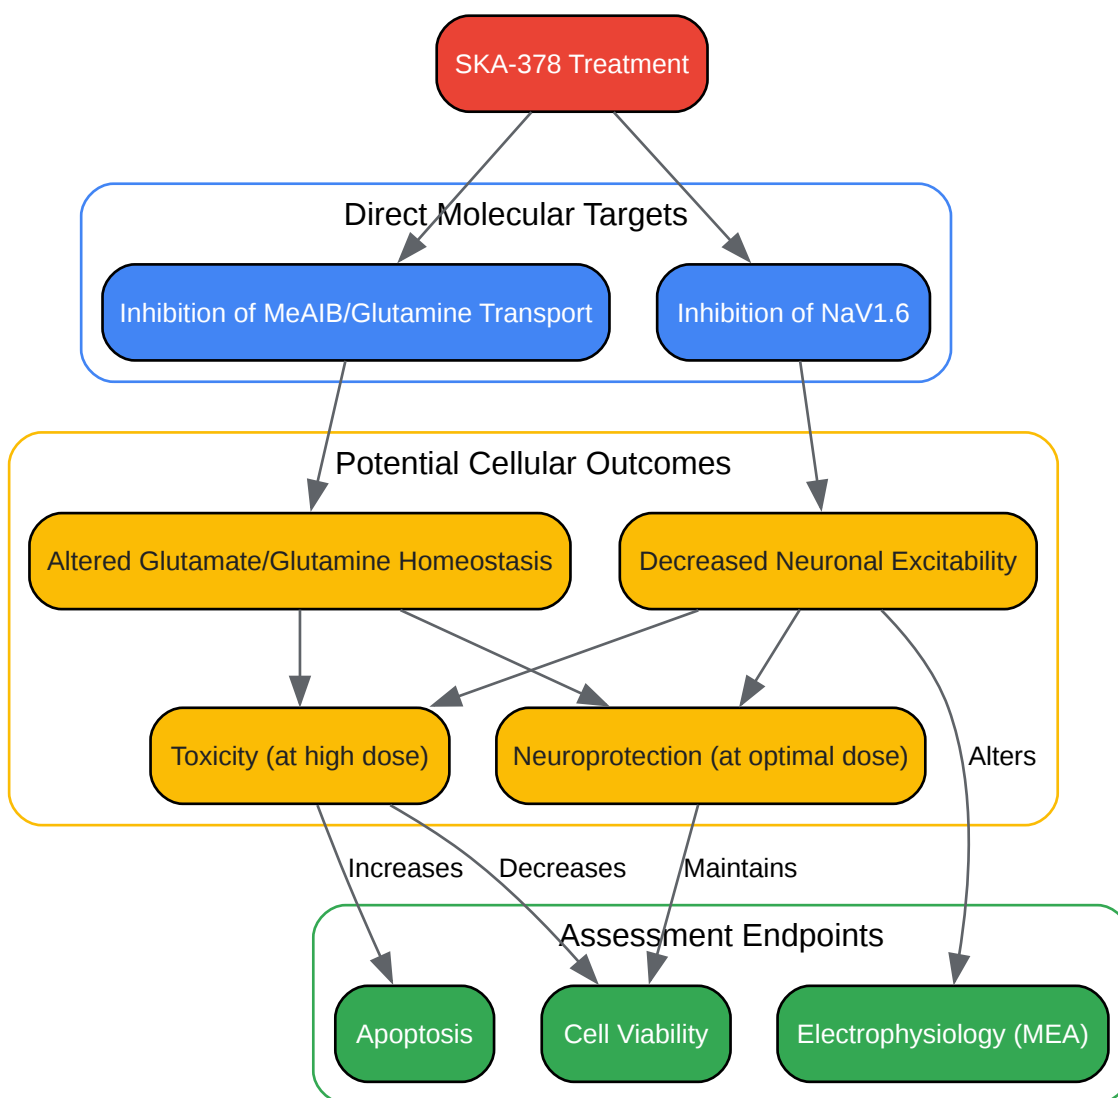 SKA-378 Treatment
Direct Molecular Targets
Inhibition of MeAIB/Glutamine Transport
Inhibition of NaV1.6
Potential Cellular Outcomes
Altered Glutamate/Glutamine Homeostasis
Decreased Neuronal Excitability
Toxicity (at high dose)
Neuroprotection (at optimal dose)
Alters
Increases
Decreases
Maintains
Assessment Endpoints
Apoptosis
Cell Viability
Electrophysiology (MEA)